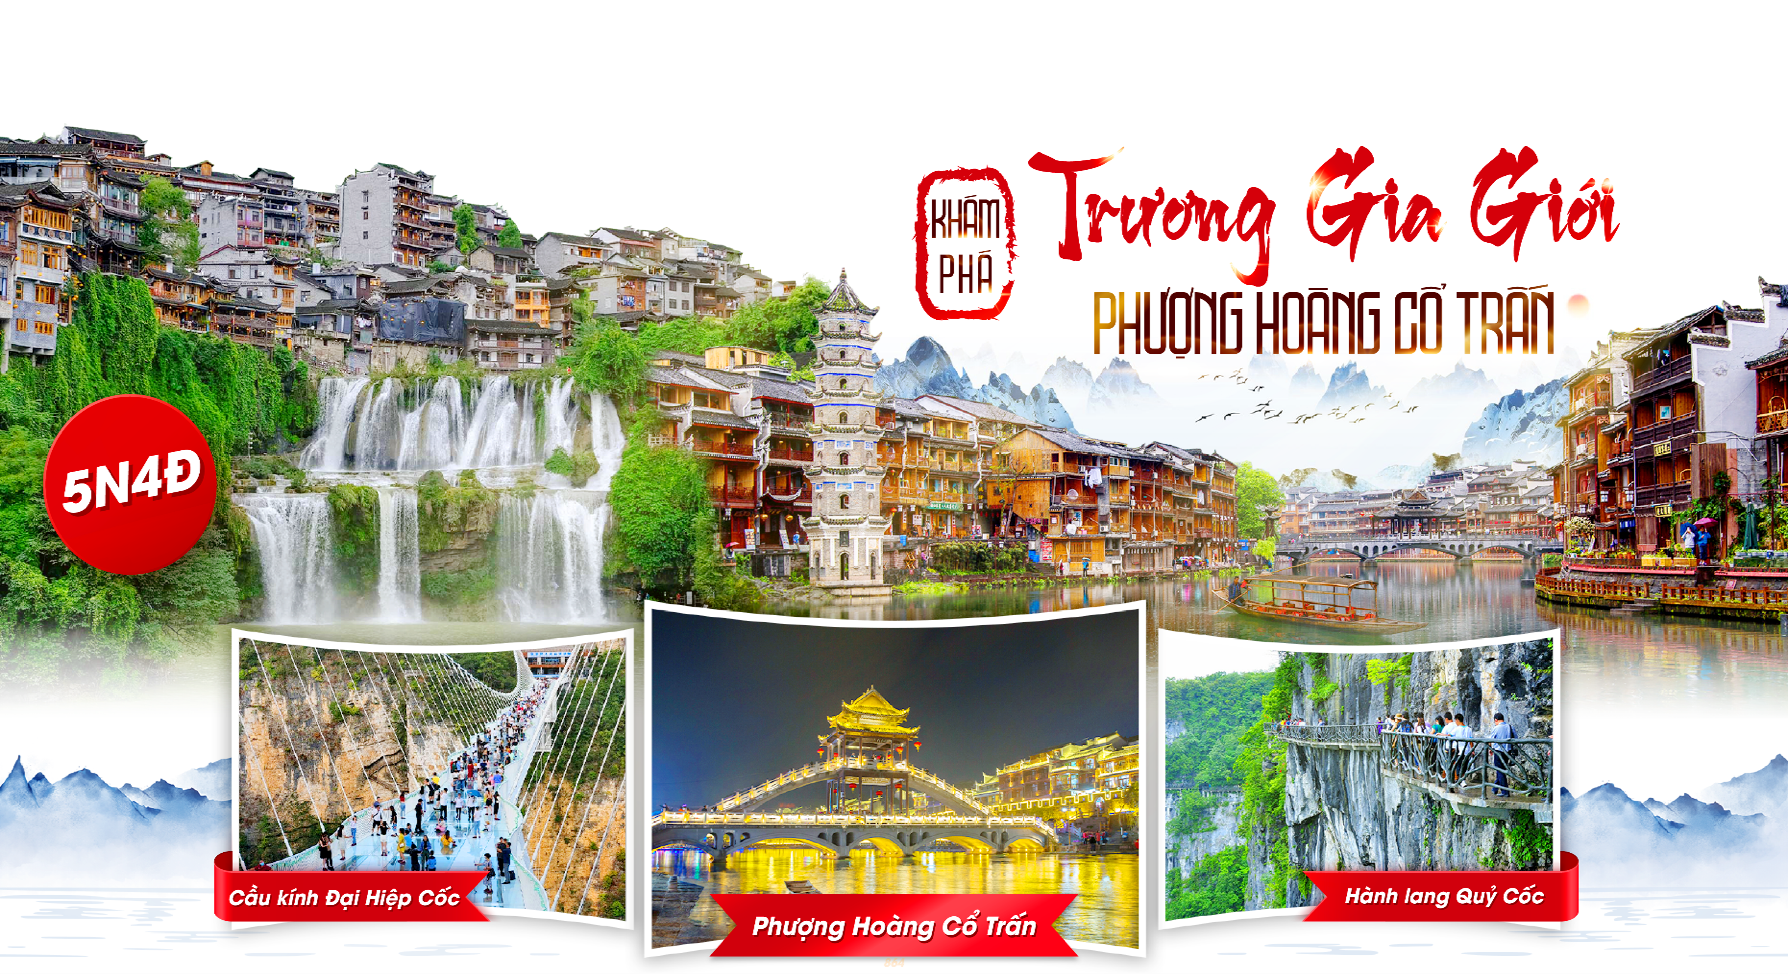 KHÁM
PHÁ
Trương Gia Giới
PHƯỢNG HOÀNG CỔ TRẤN
5N4Đ
Cầu kính Đại Hiệp Cốc
Phượng Hoàng Cổ Trấn
Hành lang Quỷ Cốc